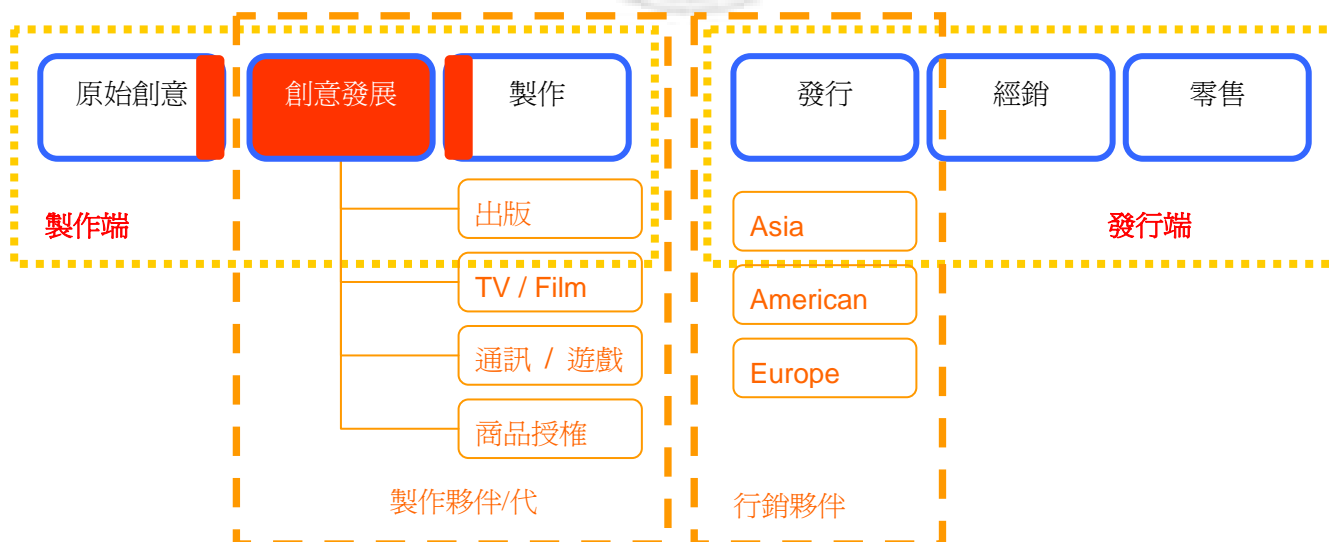 原始創意
創意發展
製作
發行
經銷
零售
製作端
出版
TV / Film
通訊 / 遊戲
商品授權
製作夥伴/代
Asia
American
Europe
行銷夥伴
發行端